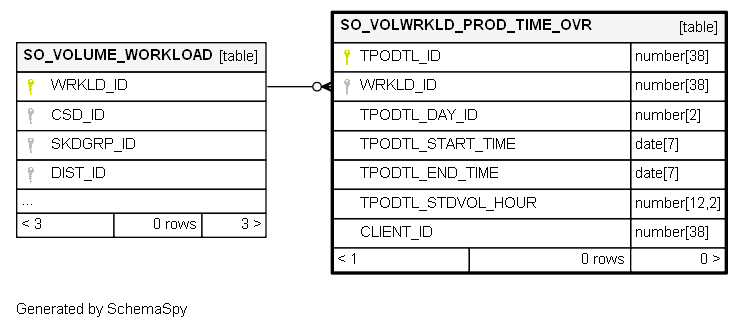 SO_VOLUME_WORKLOAD [table]
WRKLD_ID
CSD_ID
SKDGRP_ID
DIST_ID
...
< 3 0 rows 3 >
SO_VOLWRKLD_PROD_TIME_OVR [table]
TPODTL_ID number[38]
WRKLD_ID number[38]
TPODTL_DAY_ID number[2]
TPODTL_START_TIME date[7]
TPODTL_END_TIME date[7]
TPODTL_STDVOL_HOUR number[12,2]
CLIENT_ID number[38]
< 1 0 rows 0 >
Generated by SchemaSpy